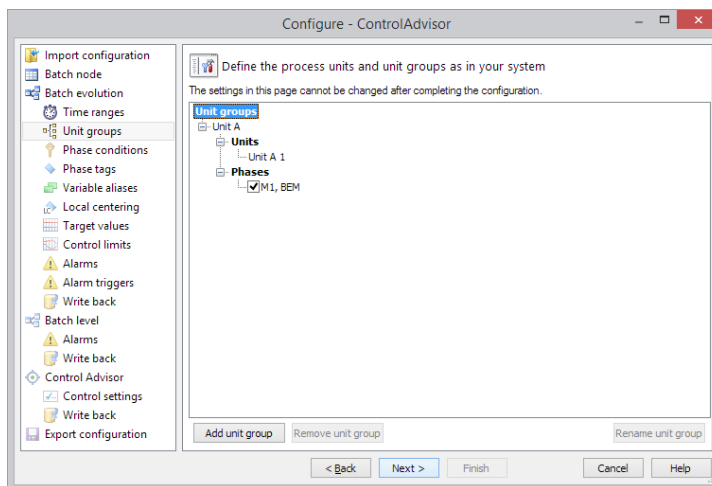 Configure - ControlAdvisor
Import configuration
Batch node
Batch evolution
Time ranges
Unit groups
Phase conditions
Phase tags
Variable aliases
LC Local centering
Target values
Control limits
Alarms
Alarm triggers
Write back
Batch level
Alarms
Write back
Control Advisor
Control settings
Write back
Export configuration
Define the process units and unit groups as in your system
The settings in this page cannot be changed after completing the configuration.
Unit groups
Unit A
Units
Unit A 1
Phases
M1, BEM
Add unit group Remove unit group Rename unit group
< Back Next > Finish Cancel Help